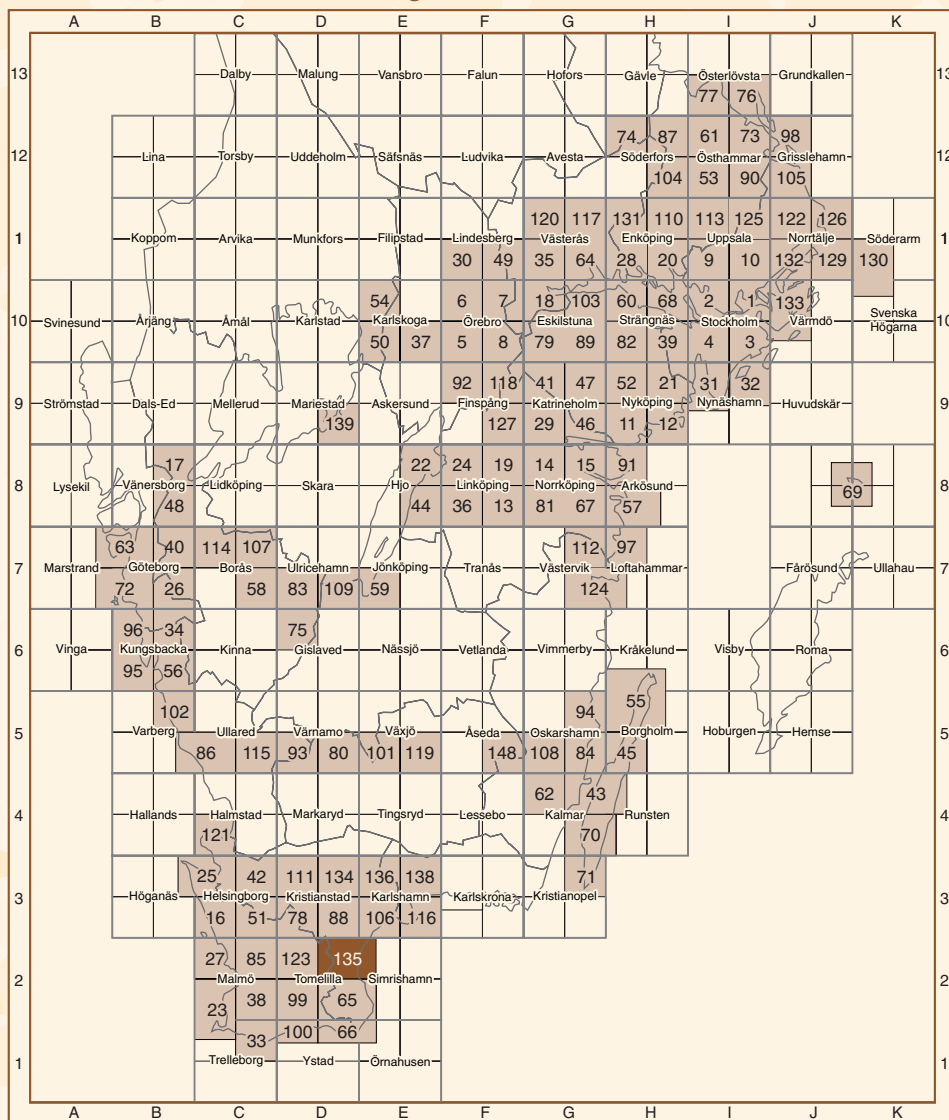 A B C D E F G H I J K
13 Dalby Malung Vansbro Falun Hofors Gävle Österlövsta Grundkallen 13
77 76
74 87 61 73 98
12 Lina Torsby Uddeholm Säfsnäs Ludvika Avesta Söderfors Östhammar Grisslehamn 12
104 53 90 105
120 117 131 110 113 125 122 126
Koppom Arvika Munkfors Filipstad Lindesberg Västerås Enköping Uppsala Norrtälje Söderarm 1
30 49 35 64 28 20 9 10 132 129 130
54 6 7 18 103 60 68 2 1 133
10 Svinesund Årjäng Åmål Karlstad Karlskoga Örebro Eskilstuna Strängnäs Stockholm Värmdö Svenska Högarna 10
50 37 5 8 79 89 82 39 4 3
92 118 41 47 52 21 31 32
9 Strömstad Dals-Ed Mellerud Mariestad Askersund Finspång Katrineholm Nyköping Nynäshamn Huvudskär 9
139 127 29 46 11 12
17 22 24 19 14 15 91
8 Lysekil Vänersborg Lidköping Skara Hjo Linköping Norrköping Arkösund 69 8
48 44 36 13 81 67 57
63 40 114 107 112 97
7 Marstrand Göteborg Borås Ulricehamn Jönköping Tranås Västervik Loftahammar Fårösund Ullahau 7
72 26 58 83 109 59 124
96 34 75
6 Vinga Kungsbacka Kinna Gislaved Nässjö Vetlanda Vimmerby Kråkelund Visby Roma 6
95 56
102 94 55
5 Varberg Ullared Värnamo Växjö Åseda Oskarshamn Borgholm Hoburgen Hemse 5
86 115 93 80 101 119 148 108 84 45
62 43
4 Hallands Halmstad Markaryd Tingsryd Lessebo Kalmar Runsten 4
121 70
25 42 111 134 136 138 71
3 Höganäs Helsingborg Kristianstad Karlshamn Karlskrona Kristianopel 3
16 51 78 88 106 116
27 85 123 135
2 Malmö Tomelilla Simrishamn 2
23 38 99 65
33 100 66
1 Trelleborg Ystad Örnahusen 1
A B C D E F G H I J K